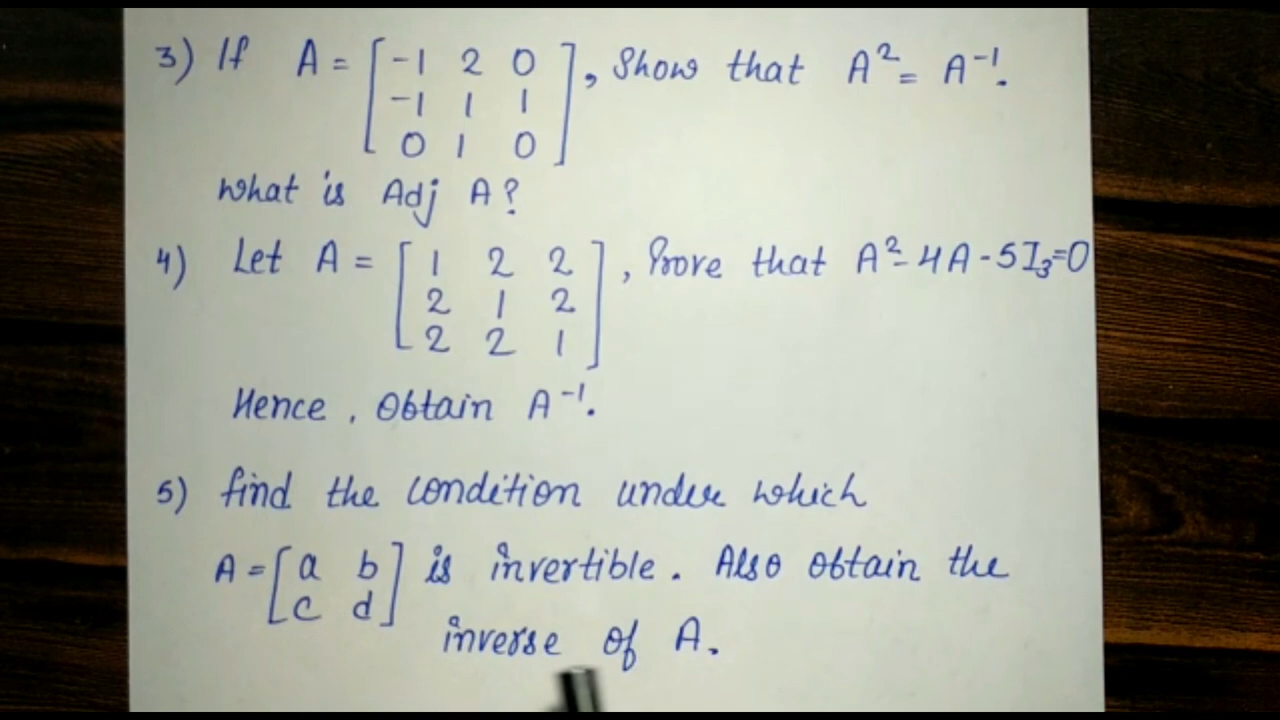 3) If A = [-1 2 0], Show that A² = A⁻¹.
-1 1 1
0 1 0
What is Adj A?
4) Let A = [1 2 2], Prove that A² - 4A - 5I₃ = 0
2 1 2
2 2 1
Hence, Obtain A⁻¹.
5) find the condition under which
A = [a b] is invertible. Also obtain the
c d
inverse of A.